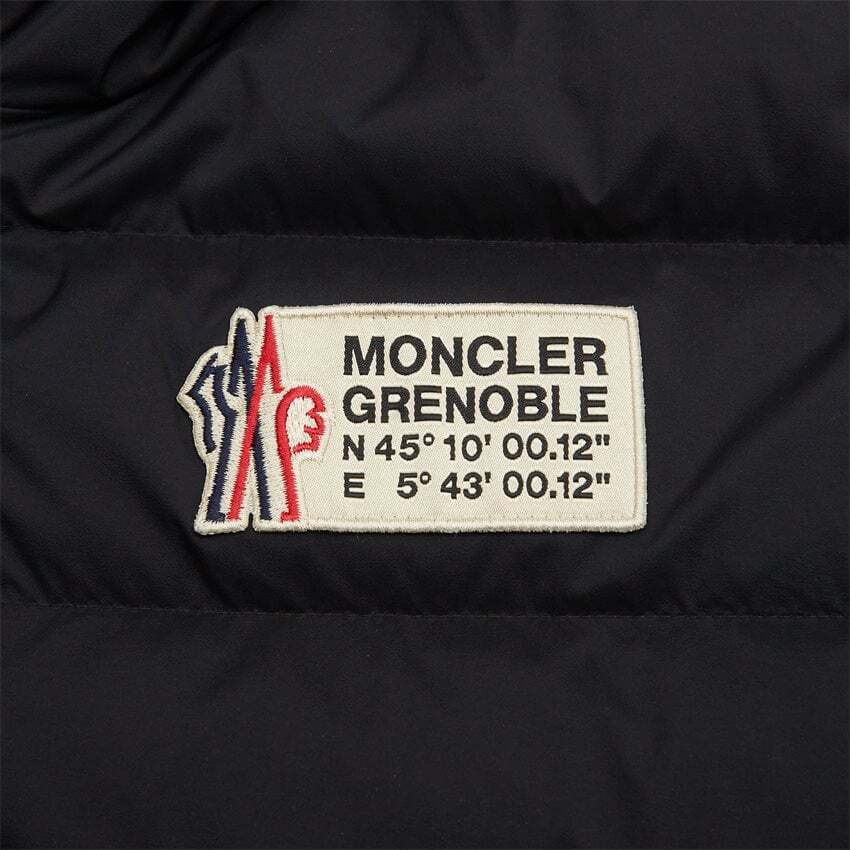 MONCLER
GRENOBLE
N 45° 10' 00.12"
E 5° 43' 00.12"